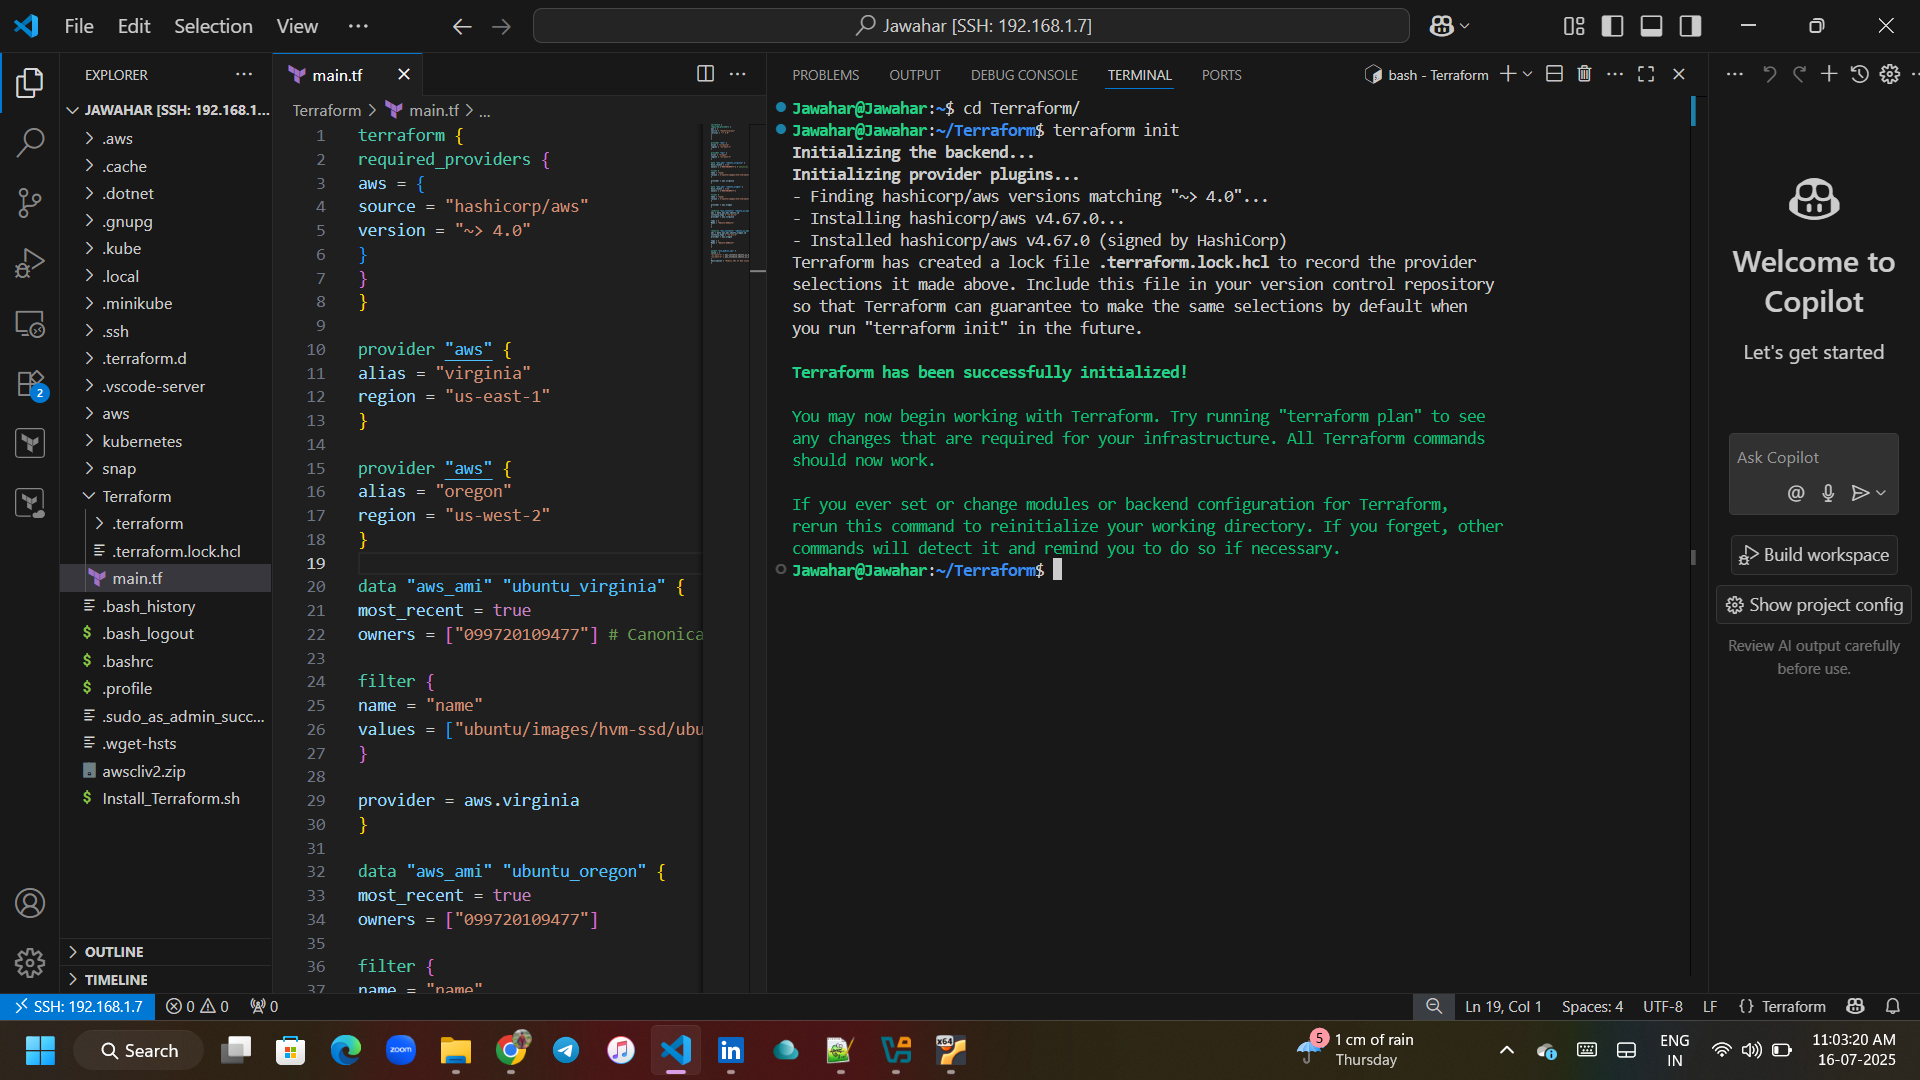 File Edit Selection View ···
Jawahar [SSH: 192.168.1.7]
EXPLORER
JAWAHAR [SSH: 192.168.1...
.aws
.cache
.dotnet
.gnupg
.kube
.local
.minikube
.ssh
.terraform.d
.vscode-server
aws
kubernetes
snap
Terraform
.terraform
.terraform.lock.hcl
main.tf
.bash_history
.bash_logout
.bashrc
.profile
.sudo_as_admin_succ...
.wget-hsts
awscliv2.zip
Install_Terraform.sh
OUTLINE
TIMELINE
2
main.tf
Terraform > main.tf > ...
1 terraform {
2 required_providers {
3 aws = {
4 source = "hashicorp/aws"
5 version = "~> 4.0"
6 }
7 }
8 }
9
10 provider "aws" {
11 alias = "virginia"
12 region = "us-east-1"
13 }
14
15 provider "aws" {
16 alias = "oregon"
17 region = "us-west-2"
18 }
19
20 data "aws_ami" "ubuntu_virginia" {
21 most_recent = true
22 owners = ["099720109477"] # Canonica
23
24 filter {
25 name = "name"
26 values = ["ubuntu/images/hvm-ssd/ubu
27 }
28
29 provider = aws.virginia
30 }
31
32 data "aws_ami" "ubuntu_oregon" {
33 most_recent = true
34 owners = ["099720109477"]
35
36 filter {
37 name = "name"
PROBLEMS OUTPUT DEBUG CONSOLE TERMINAL PORTS
bash - Terraform
Jawahar@Jawahar:~$ cd Terraform/
Jawahar@Jawahar:~/Terraform$ terraform init
Initializing the backend...
Initializing provider plugins...
- Finding hashicorp/aws versions matching "~> 4.0"...
- Installing hashicorp/aws v4.67.0...
- Installed hashicorp/aws v4.67.0 (signed by HashiCorp)
Terraform has created a lock file .terraform.lock.hcl to record the provider
selections it made above. Include this file in your version control repository
so that Terraform can guarantee to make the same selections by default when
you run "terraform init" in the future.
Terraform has been successfully initialized!
You may now begin working with Terraform. Try running "terraform plan" to see
any changes that are required for your infrastructure. All Terraform commands
should now work.
If you ever set or change modules or backend configuration for Terraform,
rerun this command to reinitialize your working directory. If you forget, other
commands will detect it and remind you to do so if necessary.
Jawahar@Jawahar:~/Terraform$
Welcome to
Copilot
Let's get started
Ask Copilot
Build workspace
Show project config
Review AI output carefully
before use.
SSH: 192.168.1.7 0 0 0
Ln 19, Col 1 Spaces: 4 UTF-8 LF {} Terraform
Search
zoom
x64
5
1 cm of rain
Thursday
ENG
IN
11:03:20 AM
16-07-2025